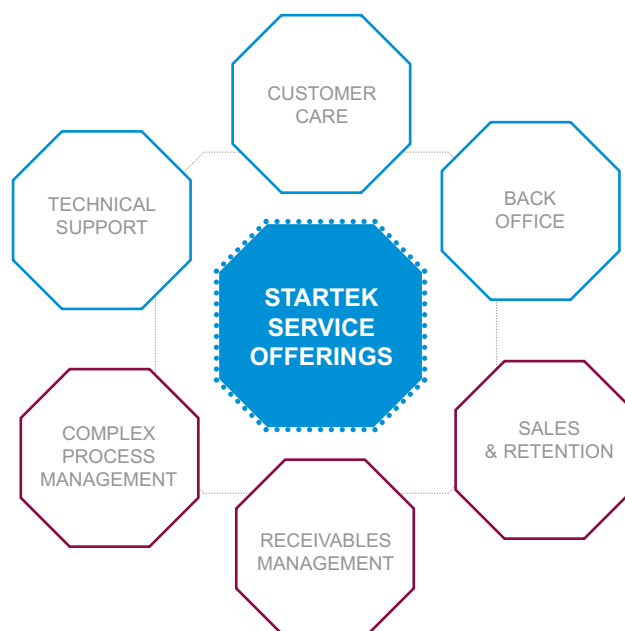 CUSTOMER
CARE
TECHNICAL
SUPPORT
BACK
OFFICE
STARTEK
SERVICE
OFFERINGS
COMPLEX
PROCESS
MANAGEMENT
SALES
& RETENTION
RECEIVABLES
MANAGEMENT